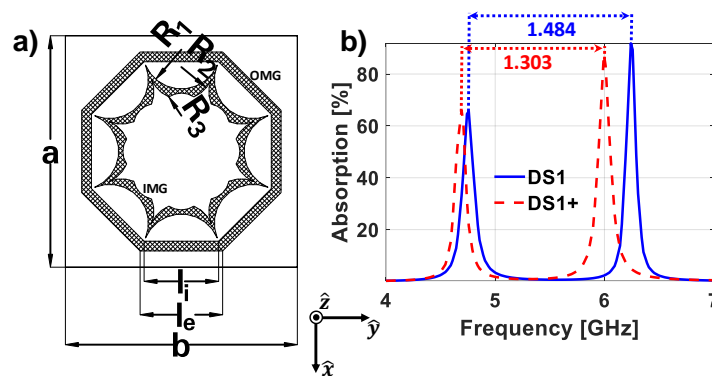 a)
R1
R2
R3
OMG
IMG
a
li
le
b
ẑ
ŷ
x̂
b)
1.484
1.303
Absorption [%]
80
60
40
20
DS1
DS1+
4 5 6 7
Frequency [GHz]